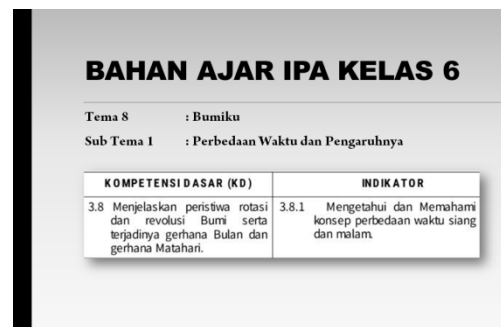 BAHAN AJAR IPA KELAS 6
Tema 8 : Bumiku
Sub Tema 1 : Perbedaan Waktu dan Pengaruhnya
KOMPETENSI DASAR (KD)
3.8 Menjelaskan peristiwa rotasi
dan revolusi Bumi serta
terjadinya gerhana Bulan dan
gerhana Matahari.
INDIKATOR
3.8.1 Mengetahui dan Memahami
konsep perbedaan waktu siang
dan malam.